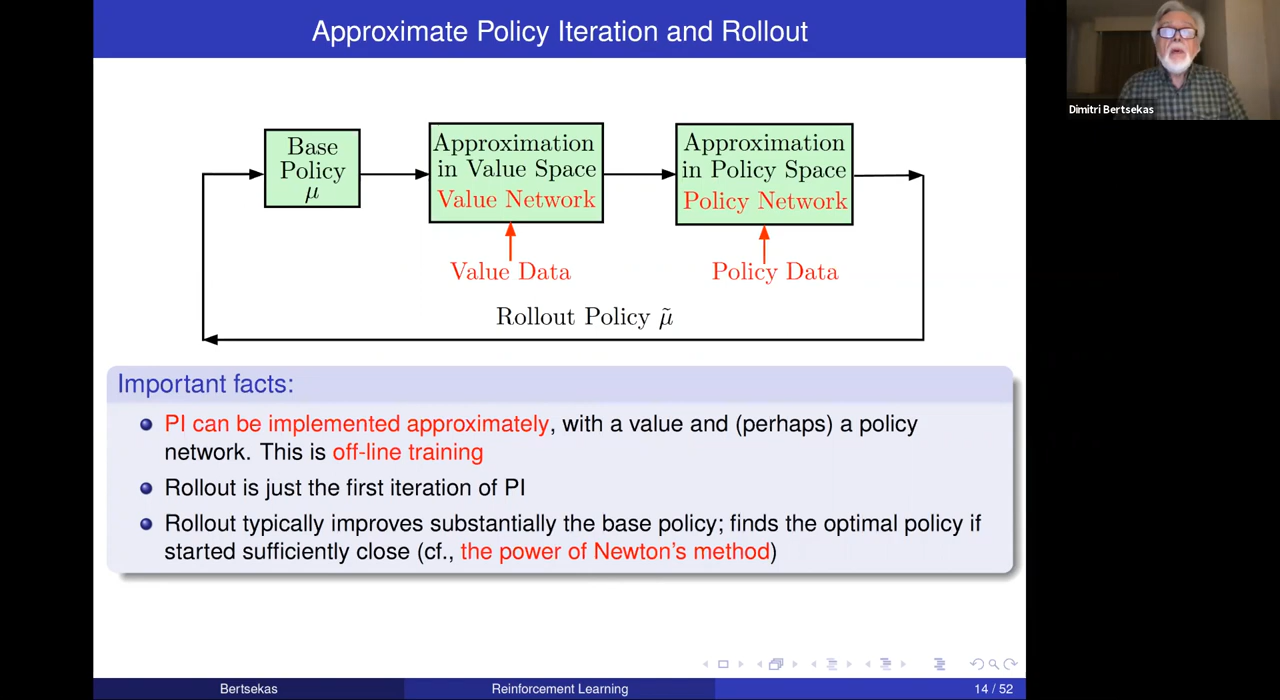 Approximate Policy Iteration and Rollout
Dimitri Bertsekas
Base
Policy
μ
Approximation
in Value Space
Value Network
Approximation
in Policy Space
Policy Network
Value Data
Policy Data
Rollout Policy μ̃
Important facts:
PI can be implemented approximately, with a value and (perhaps) a policy
network. This is off-line training
Rollout is just the first iteration of PI
Rollout typically improves substantially the base policy; finds the optimal policy if
started sufficiently close (cf., the power of Newton's method)
Bertsekas
Reinforcement Learning
14 / 52